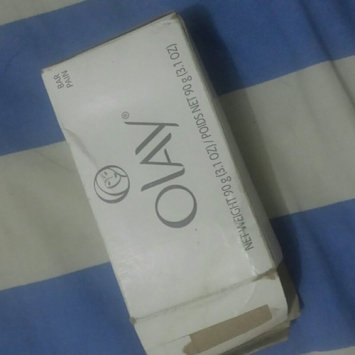 OLAY®
BAR
PAIN
NET WEIGHT 90 g (3.1 OZ) / POIDS NET 90 g (3.1 OZ)